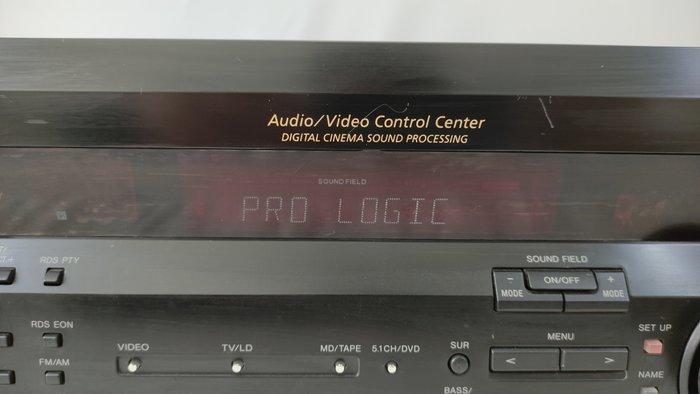 Audio/Video Control Center
DIGITAL CINEMA SOUND PROCESSING
SOUND FIELD
PRO LOGIC
RDS PTY
SOUND FIELD
- MODE
ON/OFF
+ MODE
RDS EON
FM/AM
VIDEO
TV/LD
MD/TAPE
5.1CH/DVD
SUR
BASS/
MENU
< >
SET UP
NAME